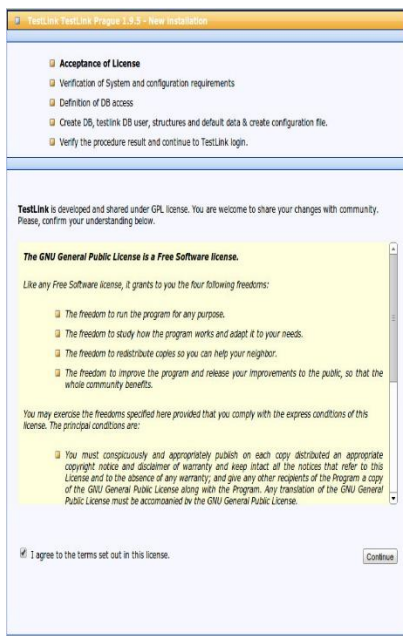 TestLink TestLink Prague 1.9.5 - New installation
Acceptance of License
Verification of System and configuration requirements
Definition of DB access
Create DB, testlink DB user, structures and default data & create configuration file.
Verify the procedure result and continue to TestLink login.
TestLink is developed and shared under GPL license. You are welcome to share your changes with community.
Please, confirm your understanding below.
The GNU General Public License is a Free Software license.
Like any Free Software license, it grants to you the four following freedoms:
The freedom to run the program for any purpose.
The freedom to study how the program works and adapt it to your needs.
The freedom to redistribute copies so you can help your neighbor.
The freedom to improve the program and release your improvements to the public, so that the
whole community benefits.
You may exercise the freedoms specified here provided that you comply with the express conditions of this
license. The principal conditions are:
You must conspicuously and appropriately publish on each copy distributed an appropriate
copyright notice and disclaimer of warranty and keep intact all the notices that refer to this
License and to the absence of any warranty; and give any other recipients of the Program a copy
of the GNU General Public License along with the Program. Any translation of the GNU General
Public License must be accompanied by the GNU General Public License.
I agree to the terms set out in this license.
Continue